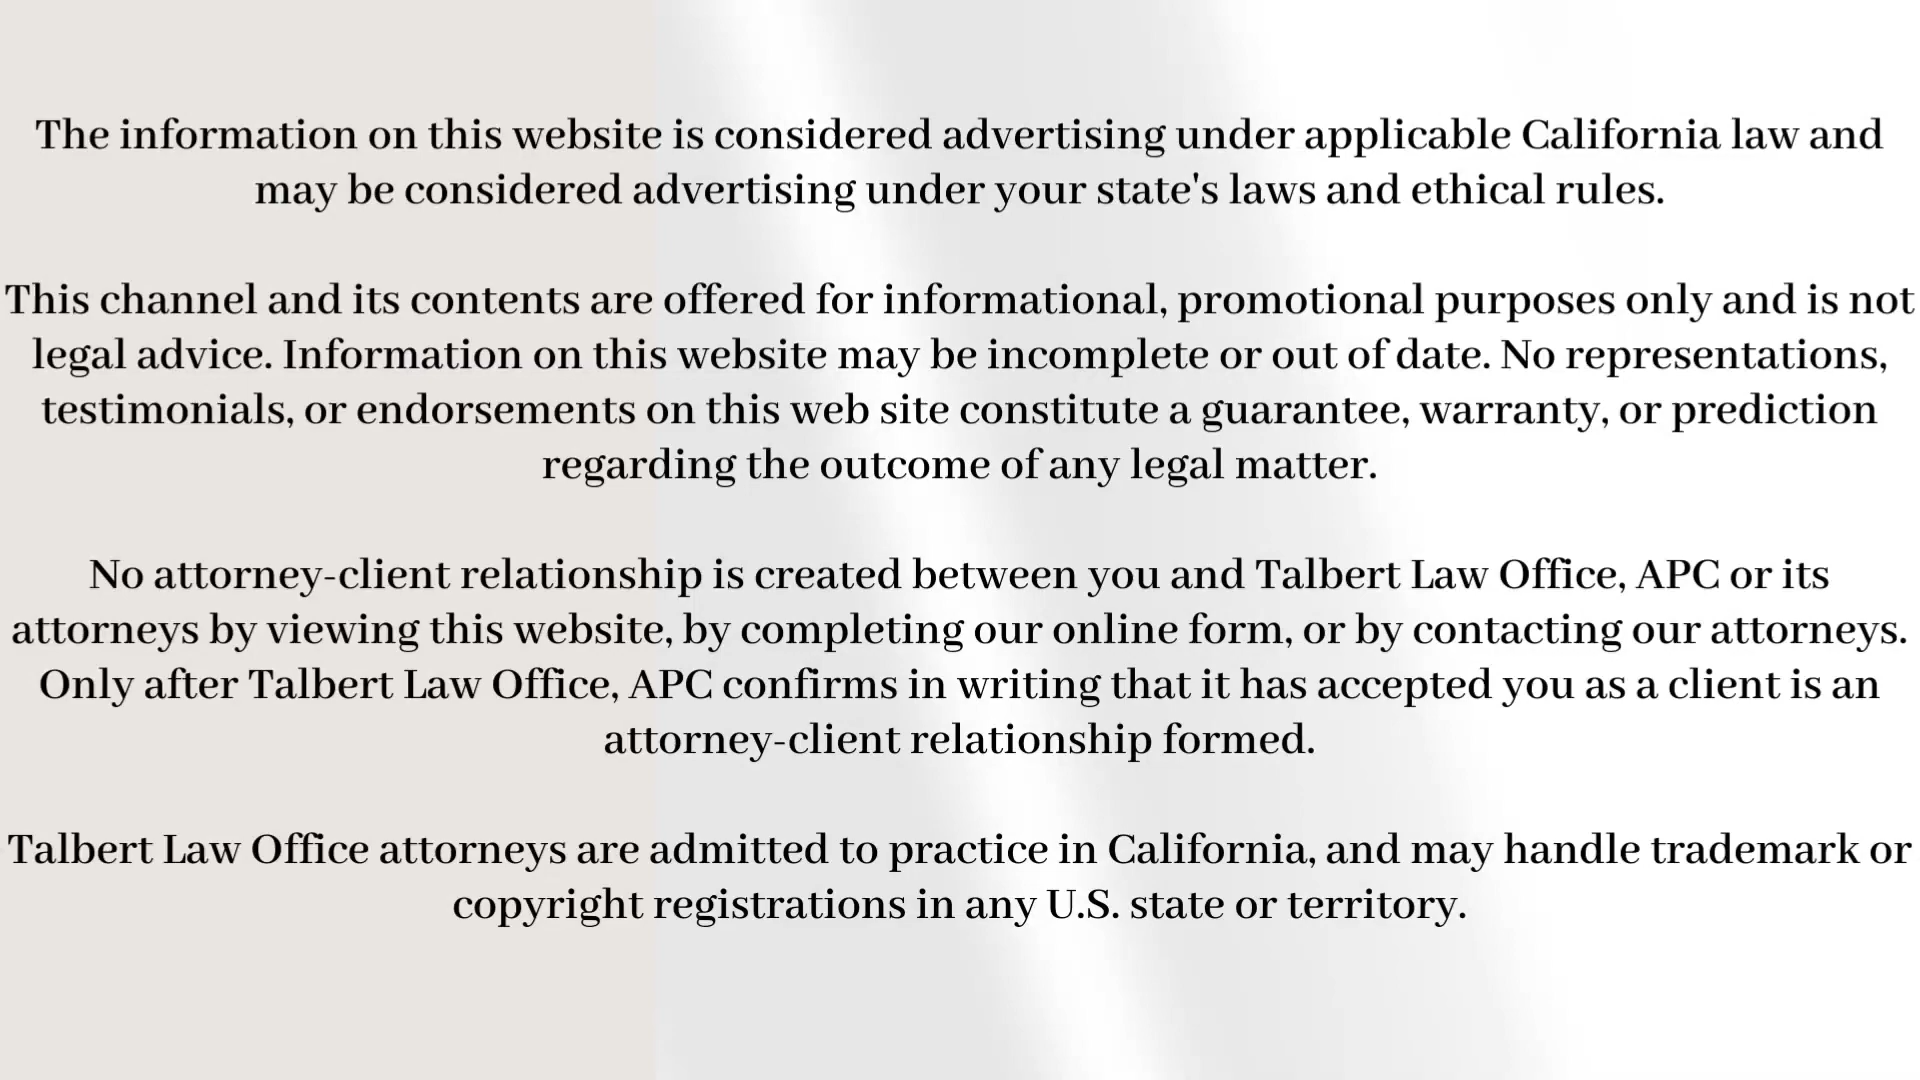 The information on this website is considered advertising under applicable California law and
may be considered advertising under your state's laws and ethical rules.
This channel and its contents are offered for informational, promotional purposes only and is not
legal advice. Information on this website may be incomplete or out of date. No representations,
testimonials, or endorsements on this web site constitute a guarantee, warranty, or prediction
regarding the outcome of any legal matter.
No attorney-client relationship is created between you and Talbert Law Office, APC or its
attorneys by viewing this website, by completing our online form, or by contacting our attorneys.
Only after Talbert Law Office, APC confirms in writing that it has accepted you as a client is an
attorney-client relationship formed.
Talbert Law Office attorneys are admitted to practice in California, and may handle trademark or
copyright registrations in any U.S. state or territory.